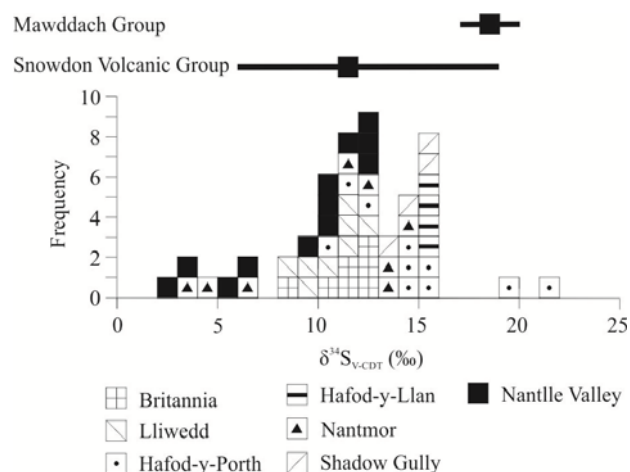 Mawddach Group
Snowdon Volcanic Group
10
8
6
4
2
0
Frequency
0 5 10 15 20 25
δ³⁴S_V-CDT (‰)
Britannia
Hafod-y-Llan
Nantlle Valley
Lliwedd
Nantmor
Hafod-y-Porth
Shadow Gully